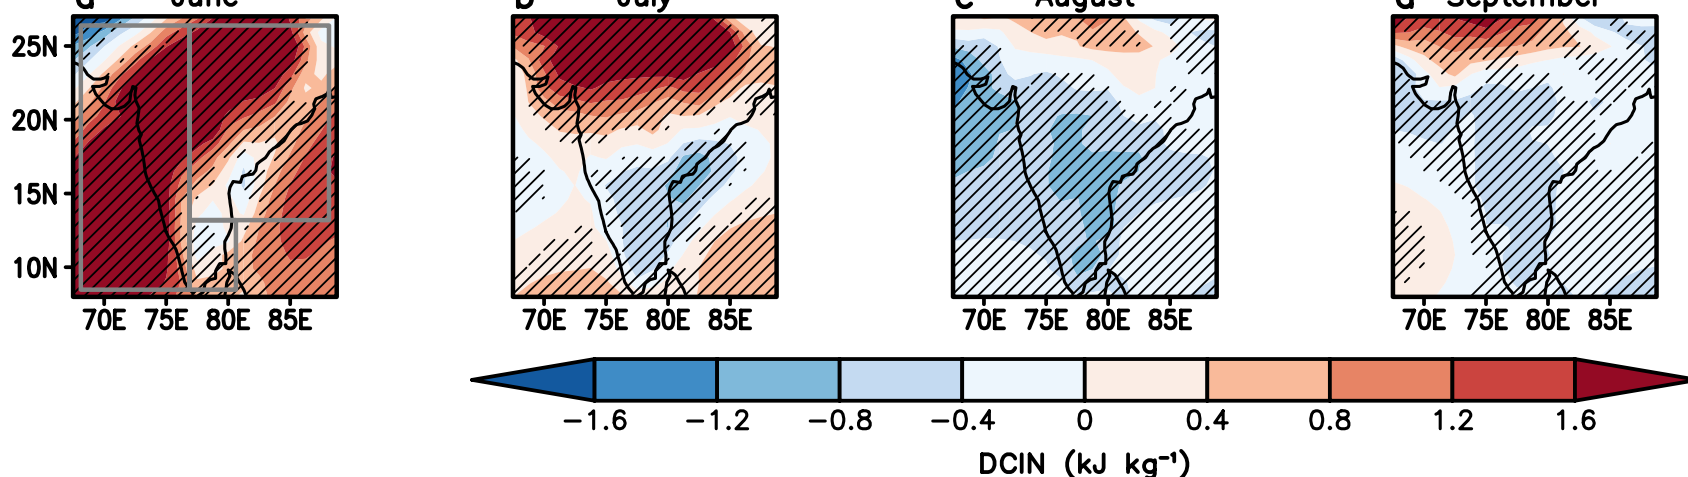 a June b July c August d September
25N
20N
15N
10N
70E 75E 80E 85E 70E 75E 80E 85E 70E 75E 80E 85E 70E 75E 80E 85E
−1.6 −1.2 −0.8 −0.4 0 0.4 0.8 1.2 1.6
DCIN (kJ kg⁻¹)